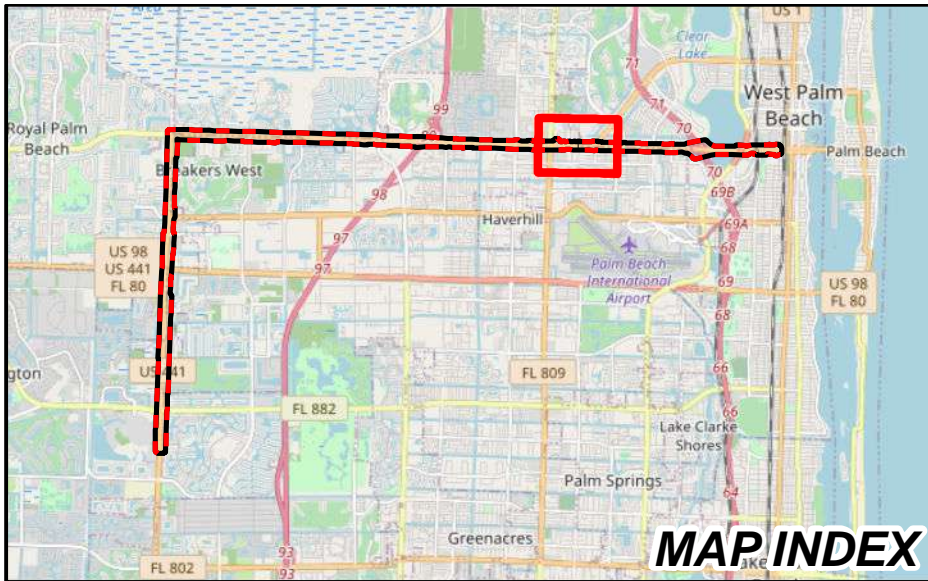 US 1
Clear
Lake
71
99
71
West Palm
Beach
70
Royal Palm
Beach
Palm Beach
Breakers West
70
98
69B
Haverhill
69A
97
US 98
US 441
FL 80
68
Palm Beach
International
Airport
97
69
US 98
FL 80
68
US 441
gton
66
FL 809
FL 882
66
Lake Clarke
Shores
Palm Springs
64
Greenacres
93
93
FL 802
MAP INDEX